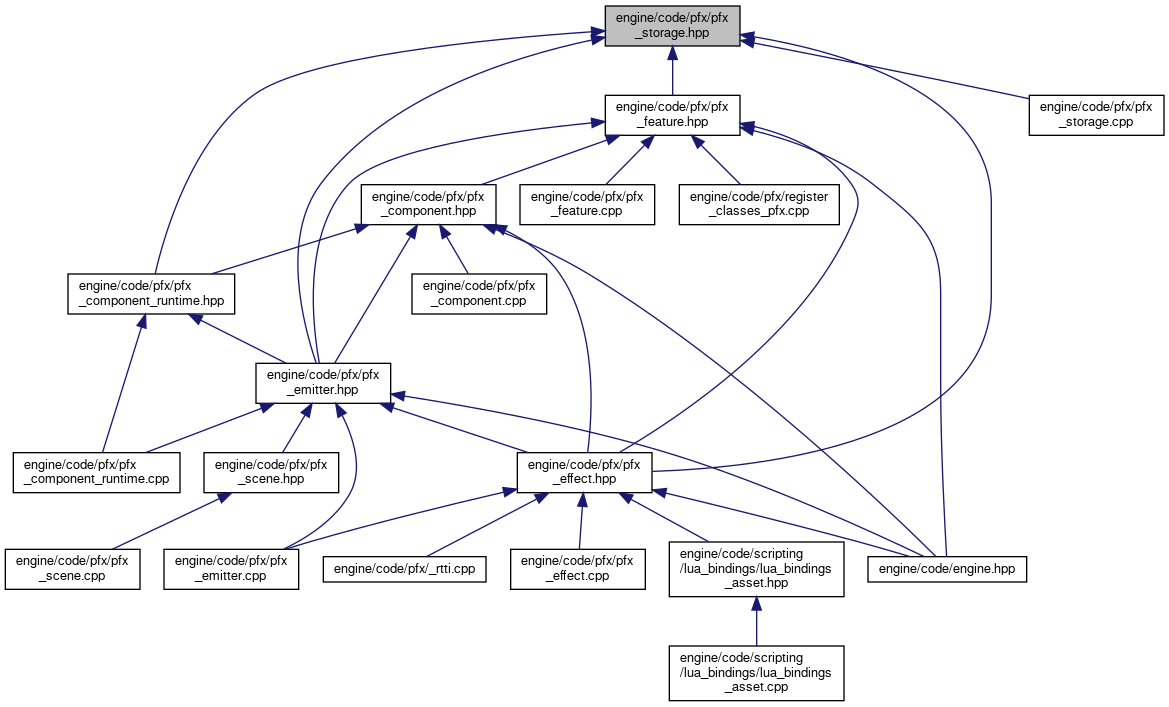 engine/code/pfx/pfx
_storage.hpp
engine/code/pfx/pfx
_feature.hpp
engine/code/pfx/pfx
_storage.cpp
engine/code/pfx/pfx
_component.hpp
engine/code/pfx/pfx
_feature.cpp
engine/code/pfx/register
_classes_pfx.cpp
engine/code/pfx/pfx
_component_runtime.hpp
engine/code/pfx/pfx
_component.cpp
engine/code/pfx/pfx
_emitter.hpp
engine/code/pfx/pfx
_component_runtime.cpp
engine/code/pfx/pfx
_scene.hpp
engine/code/pfx/pfx
_effect.hpp
engine/code/pfx/pfx
_scene.cpp
engine/code/pfx/pfx
_emitter.cpp
engine/code/pfx/_rtti.cpp
engine/code/pfx/pfx
_effect.cpp
engine/code/scripting
/lua_bindings/lua_bindings
_asset.hpp
engine/code/engine.hpp
engine/code/scripting
/lua_bindings/lua_bindings
_asset.cpp